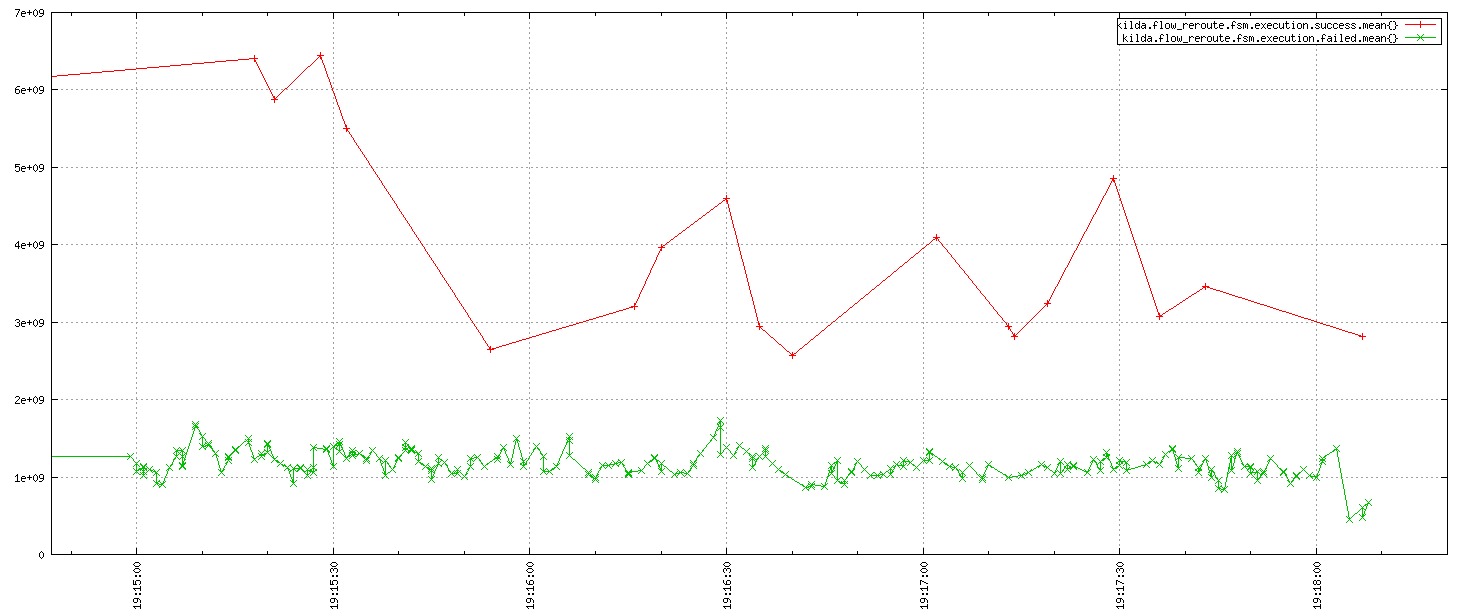 7e+09
kilda.flow_reroute.fsm.execution.success.mean{}
kilda.flow_reroute.fsm.execution.failed.mean{}
6e+09
5e+09
4e+09
3e+09
2e+09
1e+09
0
19:15:00
19:15:30
19:16:00
19:16:30
19:17:00
19:17:30
19:18:00